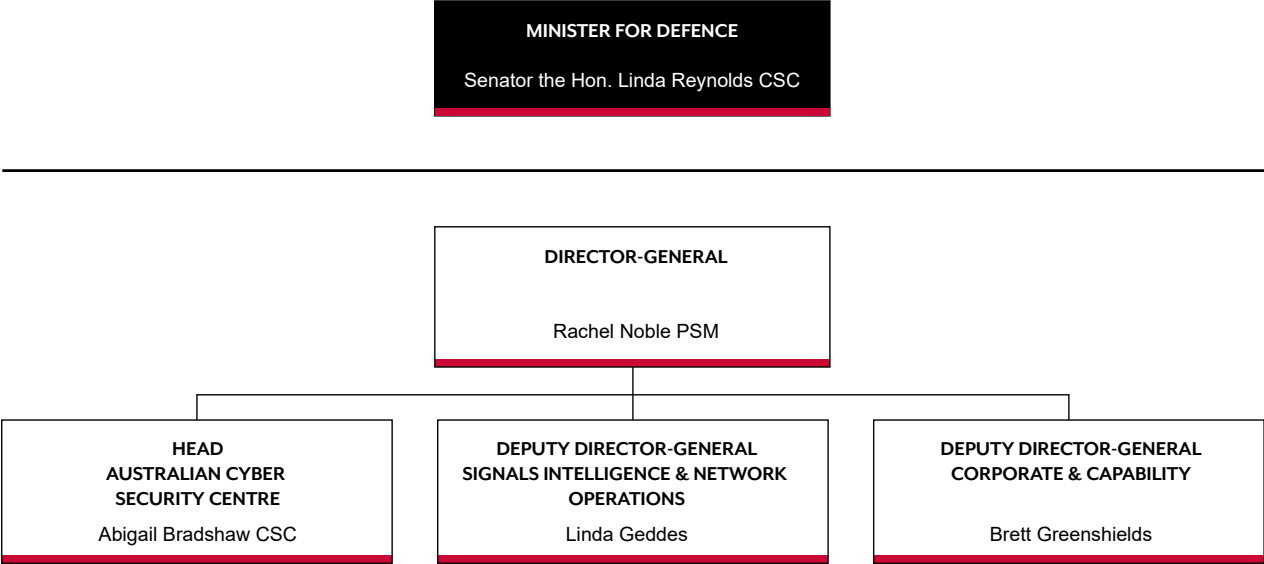 MINISTER FOR DEFENCE
Senator the Hon. Linda Reynolds CSC
DIRECTOR-GENERAL
Rachel Noble PSM
HEAD
AUSTRALIAN CYBER
SECURITY CENTRE
Abigail Bradshaw CSC
DEPUTY DIRECTOR-GENERAL
SIGNALS INTELLIGENCE & NETWORK
OPERATIONS
Linda Geddes
DEPUTY DIRECTOR-GENERAL
CORPORATE & CAPABILITY
Brett Greenshields